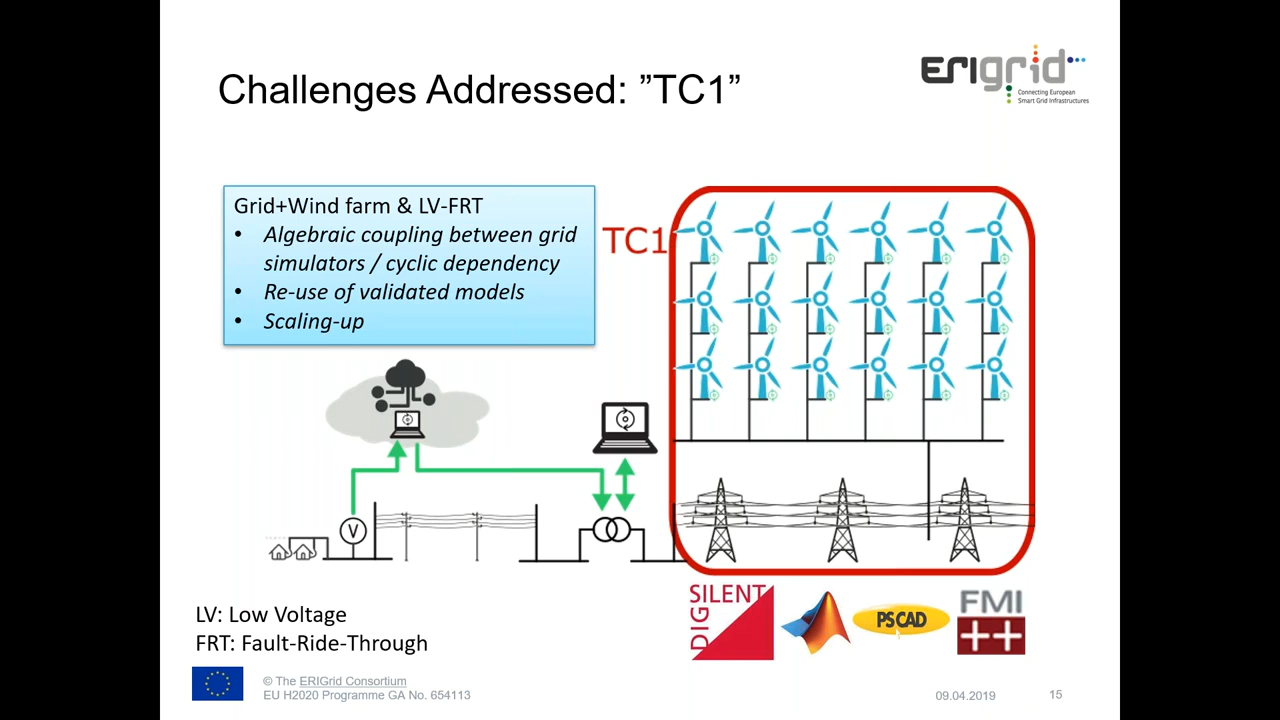 Challenges Addressed: ”TC1”
ERIgrid
Connecting European
Smart Grid Infrastructures
Grid+Wind farm & LV-FRT
• Algebraic coupling between grid
simulators / cyclic dependency
• Re-use of validated models
• Scaling-up
TC1
V
LV: Low Voltage
FRT: Fault-Ride-Through
DIG
SILENT
PSCAD
FMI
++
© The ERIGrid Consortium
EU H2020 Programme GA No. 654113
09.04.2019
15